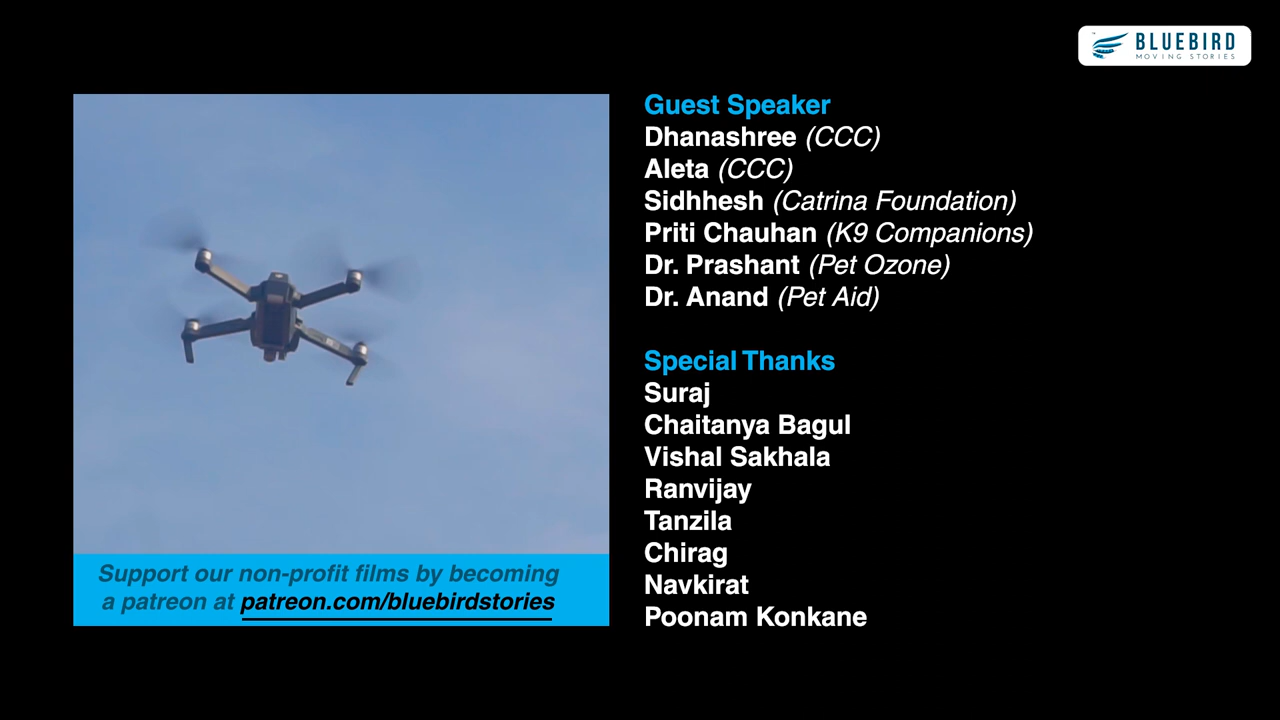 BLUEBIRD
MOVING STORIES
Guest Speaker
Dhanashree (CCC)
Aleta (CCC)
Sidhhesh (Catrina Foundation)
Priti Chauhan (K9 Companions)
Dr. Prashant (Pet Ozone)
Dr. Anand (Pet Aid)
Special Thanks
Suraj
Chaitanya Bagul
Vishal Sakhala
Ranvijay
Tanzila
Chirag
Navkirat
Poonam Konkane
Support our non-profit films by becoming
a patreon at patreon.com/bluebirdstories